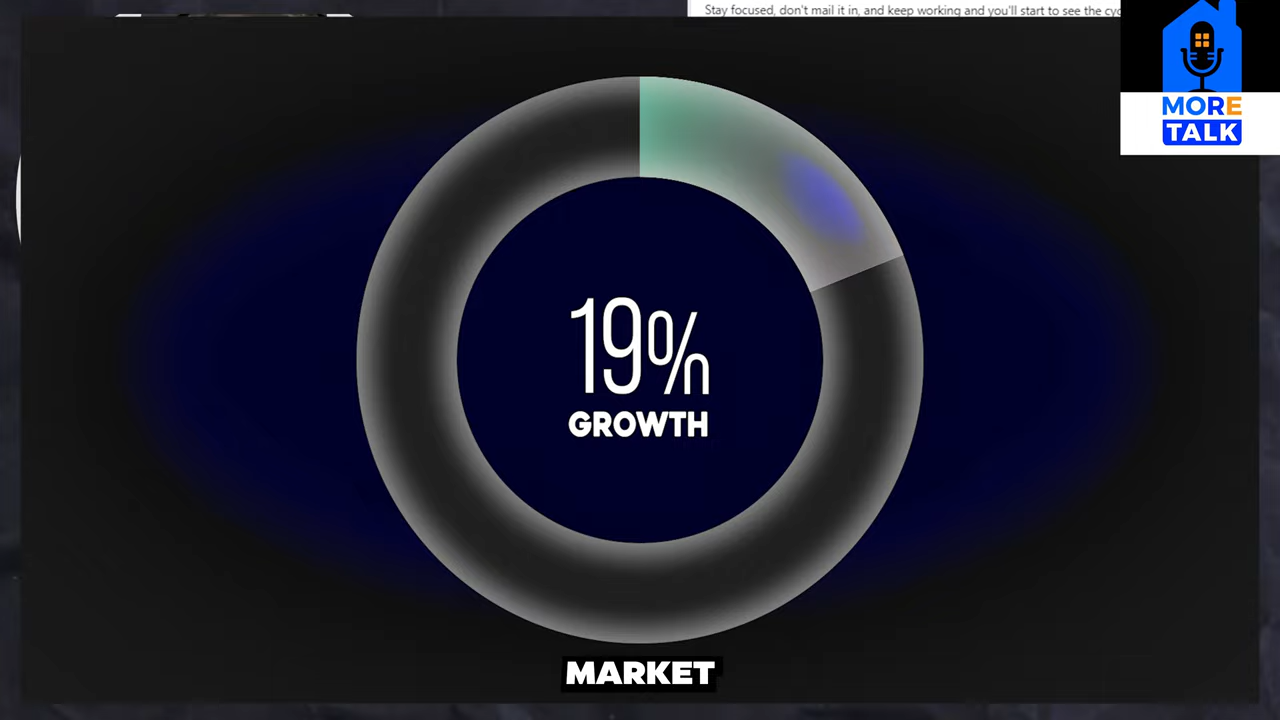 Stay focused, don't mail it in, and keep working and you'll start to see the
MORE
TALK
19%
GROWTH
MARKET